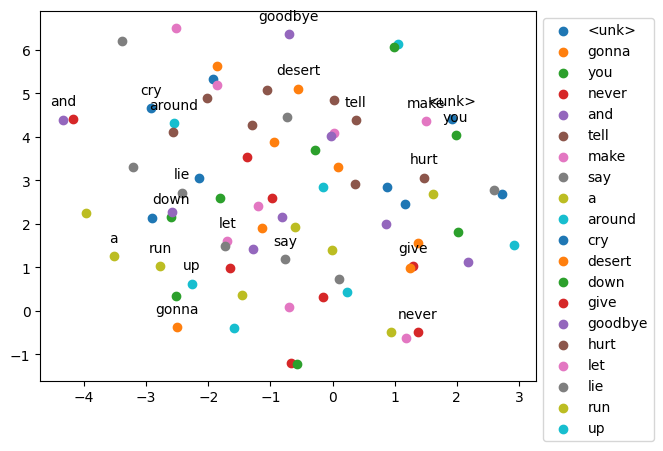 goodbye
desert
cry
and
around
tell
make
<unk>
you
hurt
lie
down
let
say
a
run
up
give
gonna
never
6
5
4
3
2
1
0
−1
−4
−3
−2
−1
0
1
2
3
<unk>
gonna
you
never
and
tell
make
say
a
around
cry
desert
down
give
goodbye
hurt
let
lie
run
up